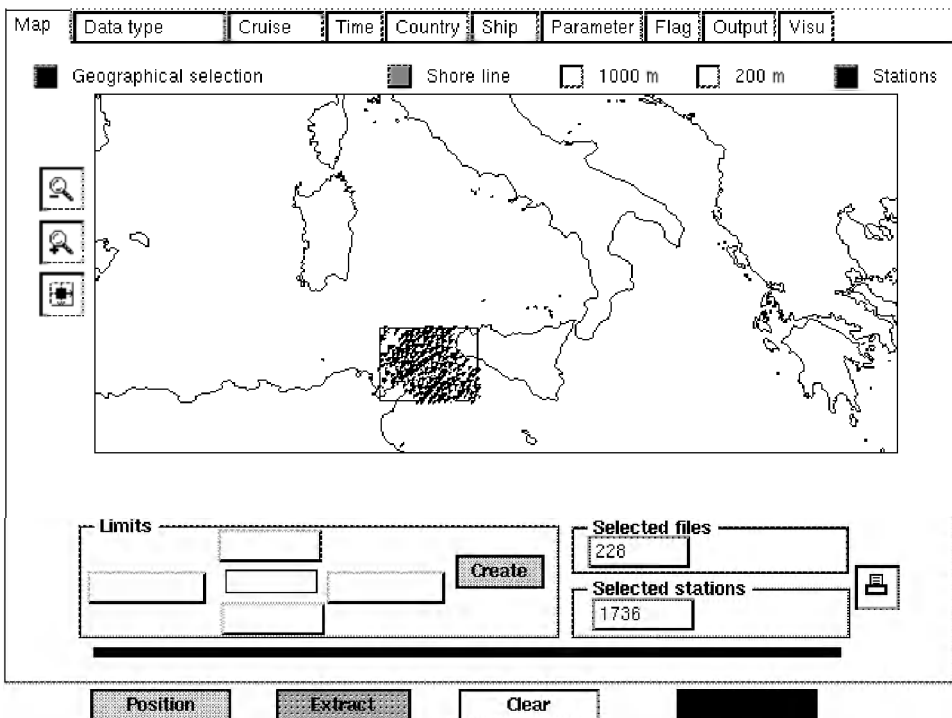 Map Data type Cruise Time Country Ship Parameter Flag Output Visu
Geographical selection Shore line 1000 m 200 m Stations
Limits
Create
Selected files
228
Selected stations
1736
Position Extract Clear